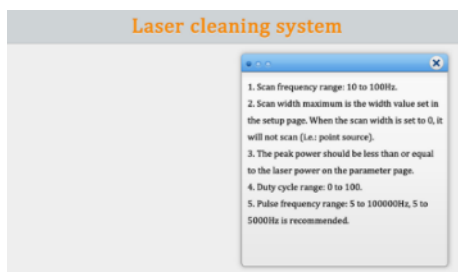 Laser cleaning system
1. Scan frequency range: 10 to 100Hz.
2. Scan width maximum is the width value set in
the setup page. When the scan width is set to 0, it
will not scan (i.e.: point source).
3. The peak power should be less than or equal
to the laser power on the parameter page.
4. Duty cycle range: 0 to 100.
5. Pulse frequency range: 5 to 100000Hz, 5 to
5000Hz is recommended.